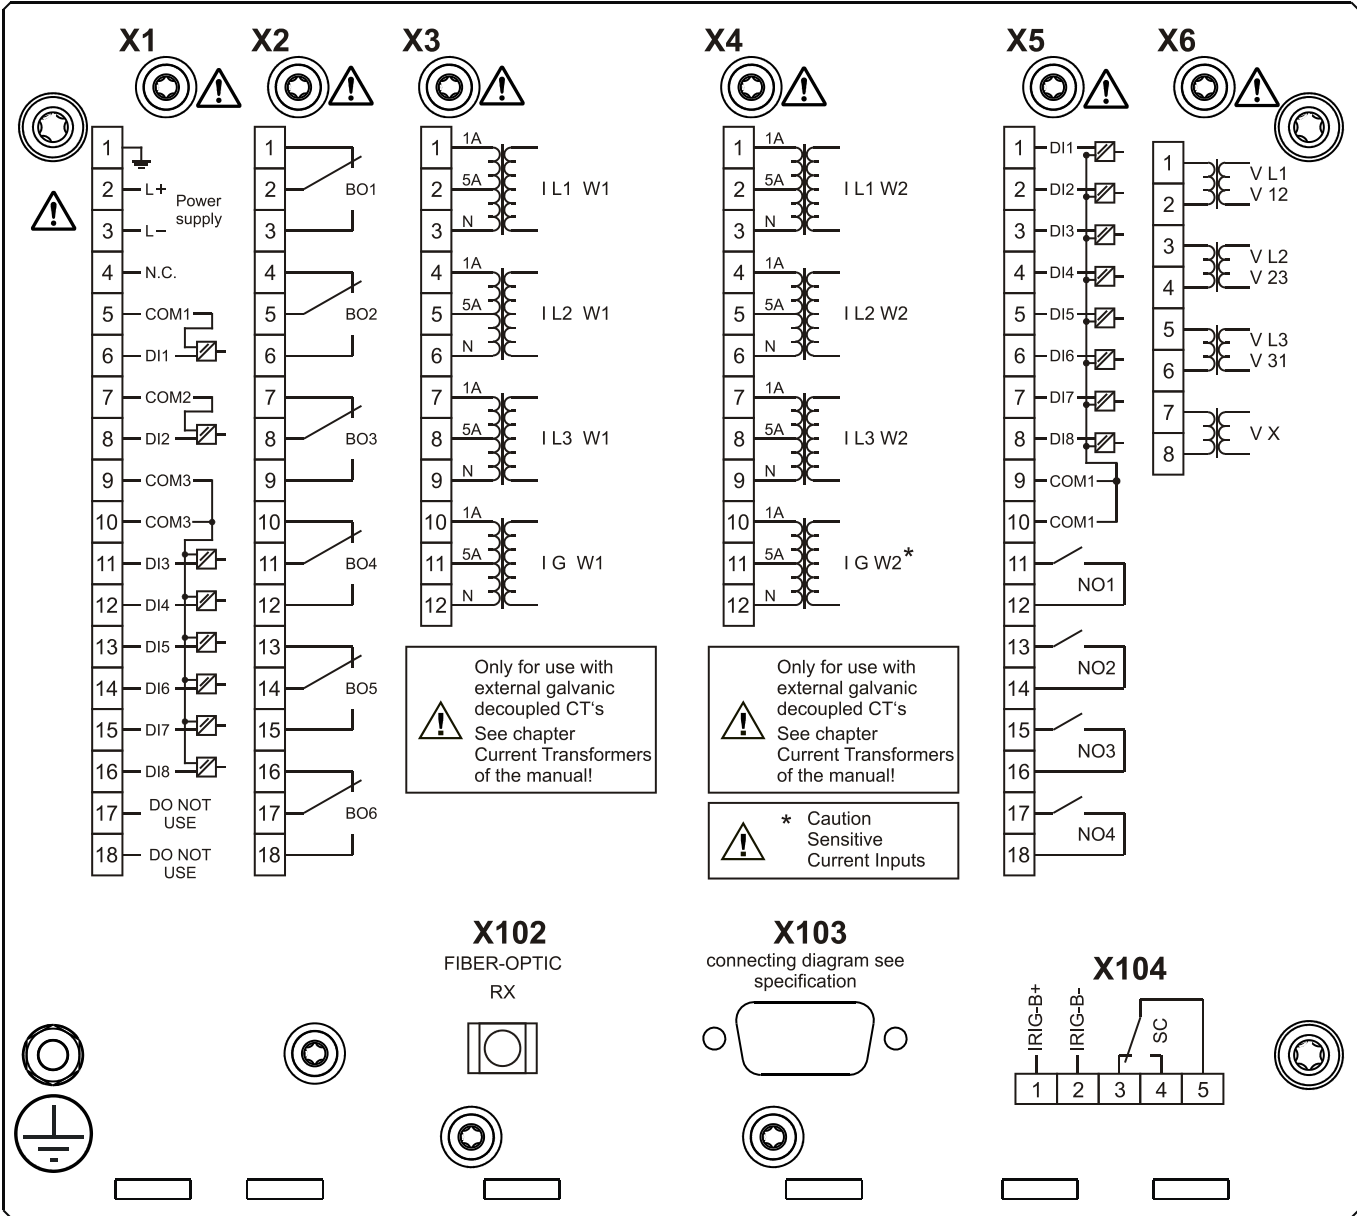 X1
1
2 L+
Power
supply
3 L−
4 N.C.
5 COM1
6 DI1
7 COM2
8 DI2
9 COM3
10 COM3
11 DI3
12 DI4
13 DI5
14 DI6
15 DI7
16 DI8
17 DO NOT
USE
18 DO NOT
USE
X2
1
2 BO1
3
4
5 BO2
6
7
8 BO3
9
10
11 BO4
12
13
14 BO5
15
16
17 BO6
18
X3
1 1A
2 5A I L1 W1
3 N
4 1A
5 5A I L2 W1
6 N
7 1A
8 5A I L3 W1
9 N
10 1A
11 5A I G W1
12 N
Only for use with
external galvanic
decoupled CT‘s
See chapter
Current Transformers
of the manual!
X4
1 1A
2 5A I L1 W2
3 N
4 1A
5 5A I L2 W2
6 N
7 1A
8 5A I L3 W2
9 N
10 1A
11 5A I G W2*
12 N
Only for use with
external galvanic
decoupled CT‘s
See chapter
Current Transformers
of the manual!
* Caution
Sensitive
Current Inputs
X5
1 DI1
2 DI2
3 DI3
4 DI4
5 DI5
6 DI6
7 DI7
8 DI8
9 COM1
10 COM1
11
NO1
12
13
NO2
14
15
NO3
16
17
NO4
18
X6
1 V L1
2 V 12
3 V L2
4 V 23
5 V L3
6 V 31
7
V X
8
X102
FIBER-OPTIC
RX
X103
connecting diagram see
specification
X104
IRIG-B+
IRIG-B-
SC
1 2 3 4 5